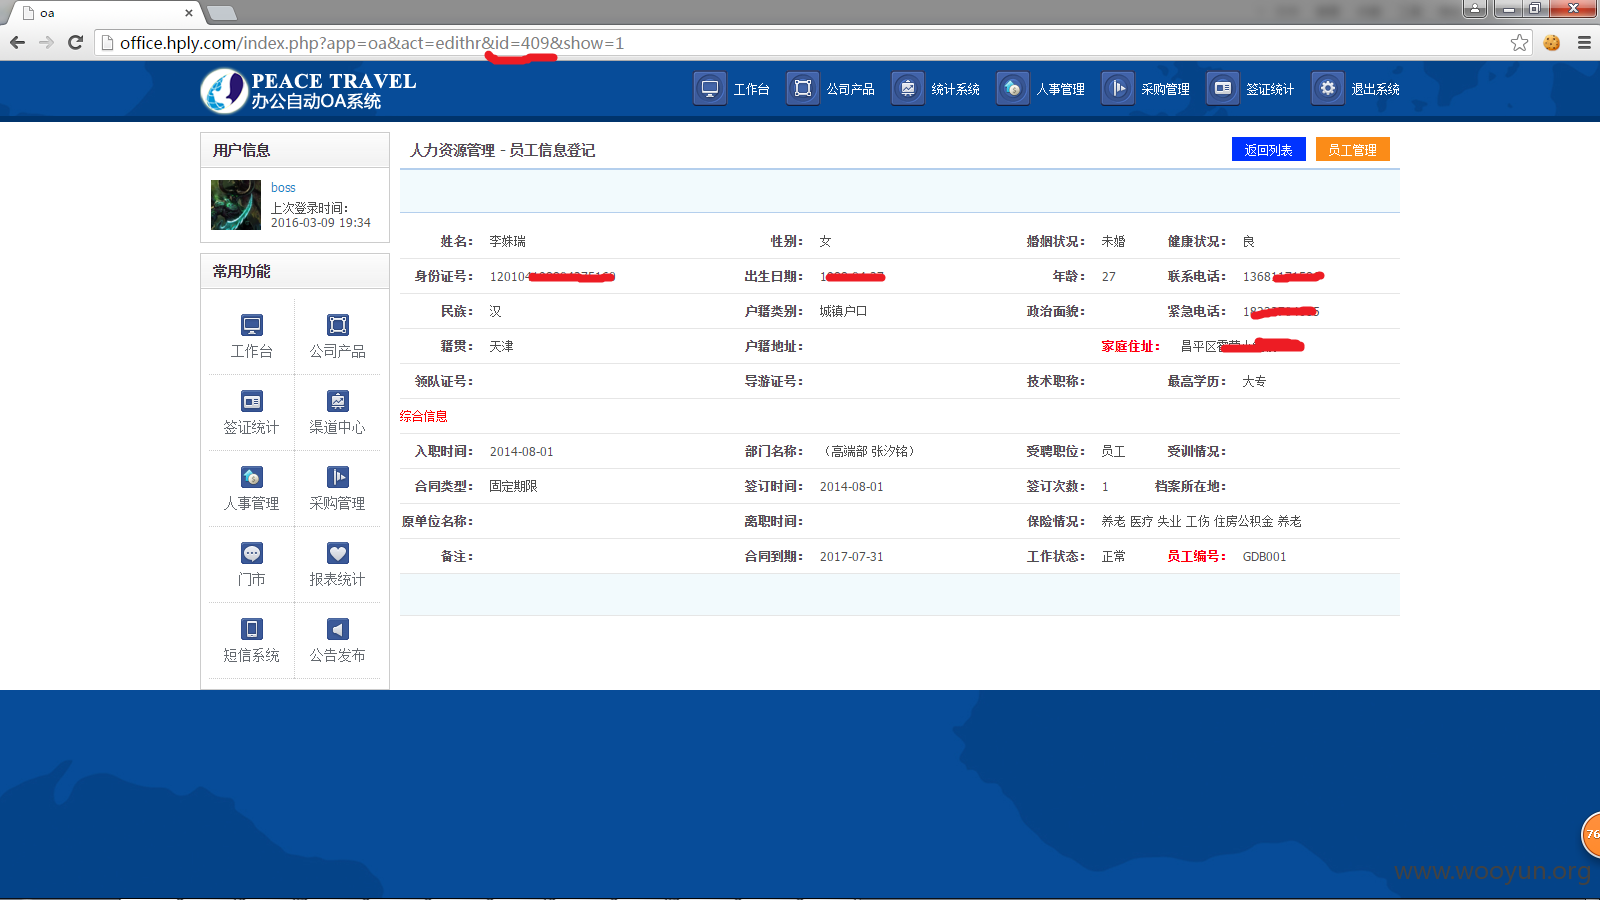 oa
office.hply.com/index.php?app=oa&act=edithr&id=409&show=1
PEACE TRAVEL
办公自动OA系统
工作台 公司产品 统计系统 人事管理 采购管理 签证统计 退出系统
用户信息
boss
上次登录时间：
2016-03-09 19:34
常用功能
工作台 公司产品
签证统计 渠道中心
人事管理 采购管理
门市 报表统计
短信系统 公告发布
人力资源管理 - 员工信息登记 返回列表 员工管理
姓名： 李姝瑞 性别： 女 婚姻状况： 未婚 健康状况： 良
身份证号： 12010 出生日期： 1 年龄： 27 联系电话： 1368
民族： 汉 户籍类别： 城镇户口 政治面貌： 紧急电话： 18
籍贯： 天津 户籍地址： 家庭住址： 昌平区
领队证号： 导游证号： 技术职称： 最高学历： 大专
综合信息
入职时间： 2014-08-01 部门名称： （高端部 张汐铭） 受聘职位： 员工 受训情况：
合同类型： 固定期限 签订时间： 2014-08-01 签订次数： 1 档案所在地：
原单位名称： 离职时间： 保险情况： 养老 医疗 失业 工伤 住房公积金 养老
备注： 合同到期： 2017-07-31 工作状态： 正常 员工编号： GDB001
76
www.wooyun.org